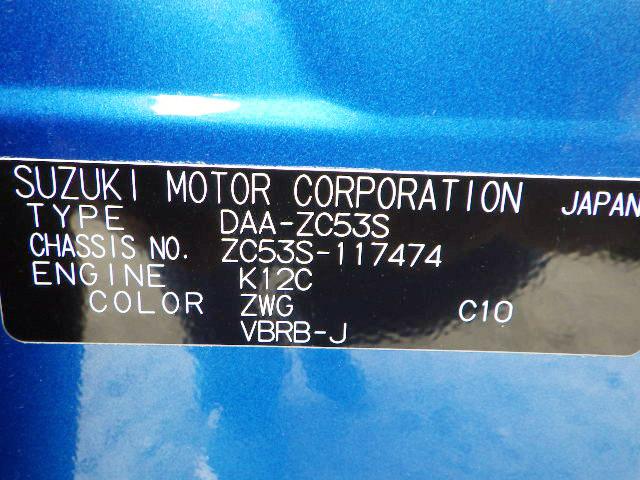 SUZUKI MOTOR CORPORATION JAPAN
TYPE DAA-ZC53S
CHASSIS NO. ZC53S-117474
ENGINE K12C
COLOR ZWG C10
VBRB-J